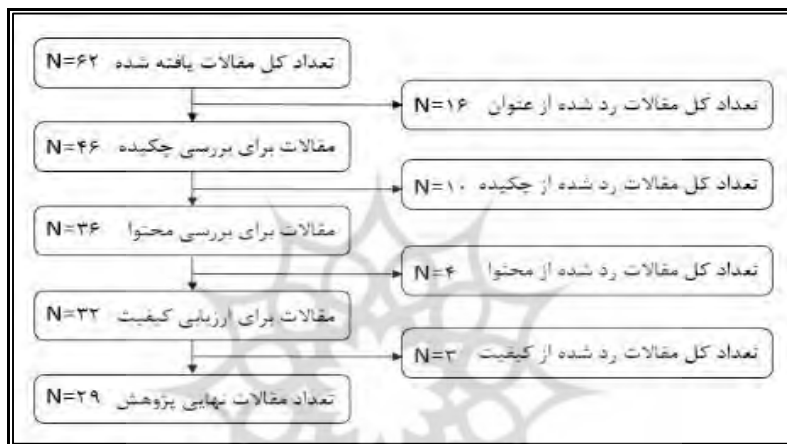 تعداد کل مقالات یافته شده N=۶۲
تعداد کل مقالات رد شده از عنوان N=۱۶
مقالات برای بررسی چکیده N=۴۶
تعداد کل مقالات رد شده از چکیده N=۱۰
مقالات برای بررسی محتوا N=۳۶
تعداد کل مقالات رد شده از محتوا N=۴
مقالات برای ارزیابی کیفیت N=۳۲
تعداد کل مقالات رد شده از کیفیت N=۳
تعداد مقالات نهایی پژوهش N=۲۹